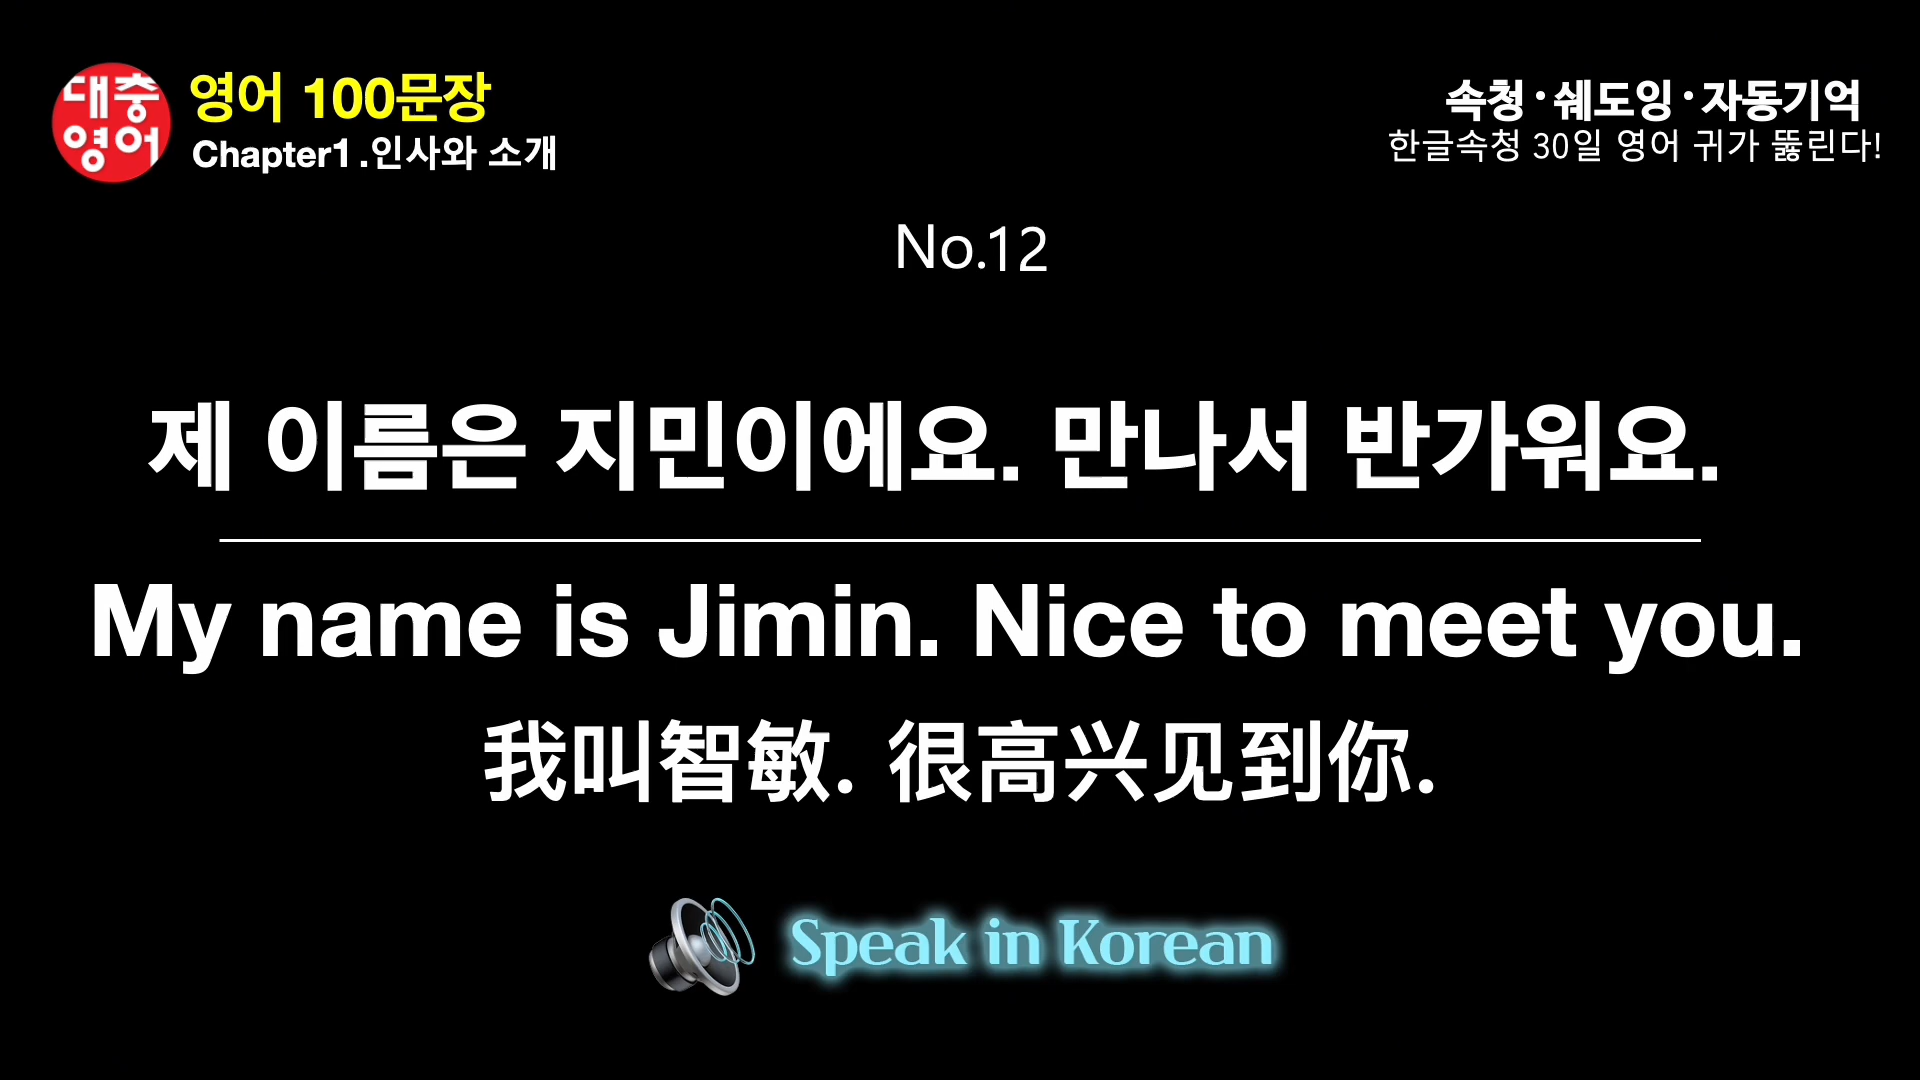 대충
영어
영어 100문장
Chapter1.인사와 소개
속청·쉐도잉·자동기억
한글속청 30일 영어 귀가 뚫린다!
No.12
제 이름은 지민이에요. 만나서 반가워요.
My name is Jimin. Nice to meet you.
我叫智敏. 很高兴见到你.
Speak in Korean